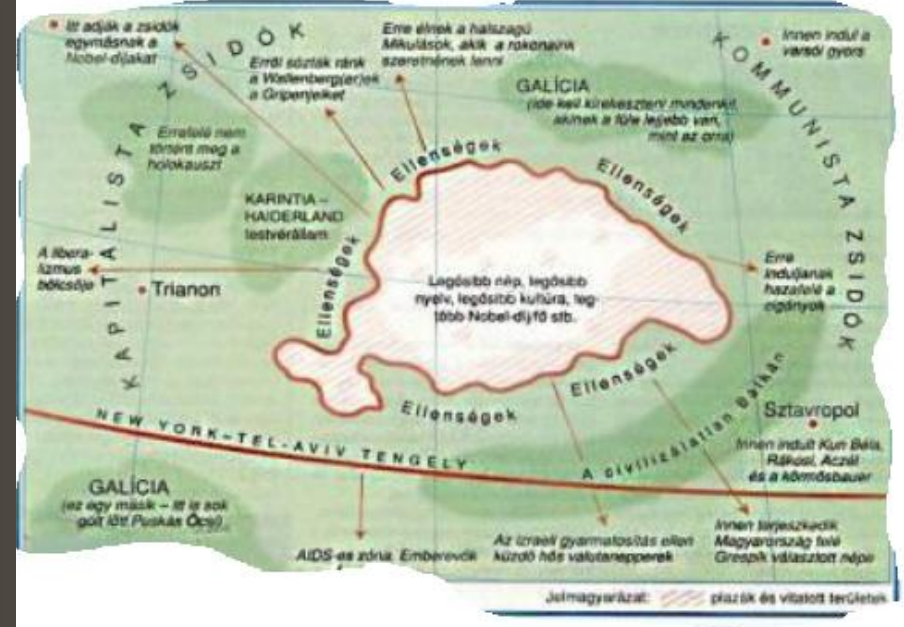 Itt adják a zsidók
egymásnak a
Nobel-díjakat
KAPITALISTA ZSIDÓK
Erről sóztak ránk
a Wallenberg(er)ek
a Gripenjeiket
Erre élnek a halszagú
Mikulások, akik a rokonaink
szeretnének lenni
Innen indul a
varsói gyors
KOMMUNISTA ZSIDÓK
GALÍCIA
(ide kell kirekeszteni mindenkit,
akinek a füle lejjebb van,
mint az orra)
Errefelé nem
történt meg a
holokauszt
KARINTIA –
HAIDERLAND
testvérállam
Ellenségek
Ellenségek
Ellenségek
A libera-
lizmus
bölcsője
Trianon
Legősibb nép, legősibb
nyelv, legősibb kultúra, leg-
több Nobel-díjfő stb.
Erre
induljanak
hazafelé a
cigányok
Ellenségek
Ellenségek
A civilizálatlan Balkán
Sztavropol
Innen indult Kun Béla,
Rákosi, Aczél
és a körmösbauer
NEW YORK–TEL-AVIV TENGELY
GALÍCIA
(ez egy másik – itt is sok
gólt lőtt Puskás Öcsi)
AIDS-es zóna. Emberevők
Az izraeli gyarmatosítás ellen
küzdő hős valutanepperek
Innen terjeszkedik
Magyarország felé
Grespik választott népe
Jelmagyarázat:
plazák és vitatott területek